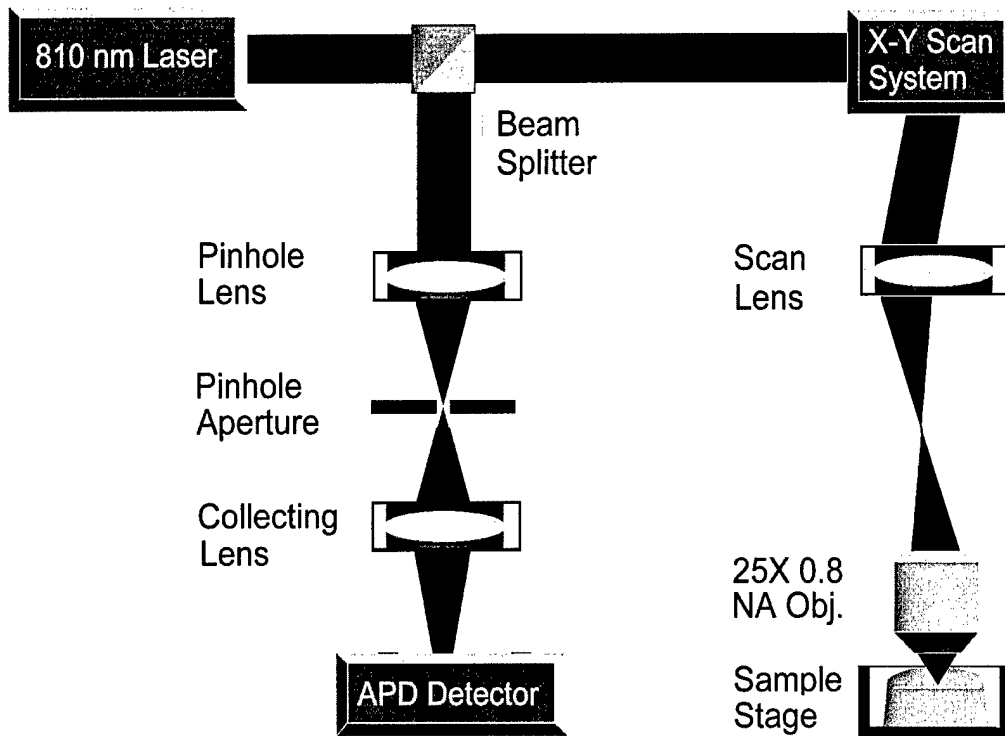 810 nm Laser
X-Y Scan
System
Beam
Splitter
Pinhole
Lens
Scan
Lens
Pinhole
Aperture
Collecting
Lens
25X 0.8
NA Obj.
APD Detector
Sample
Stage